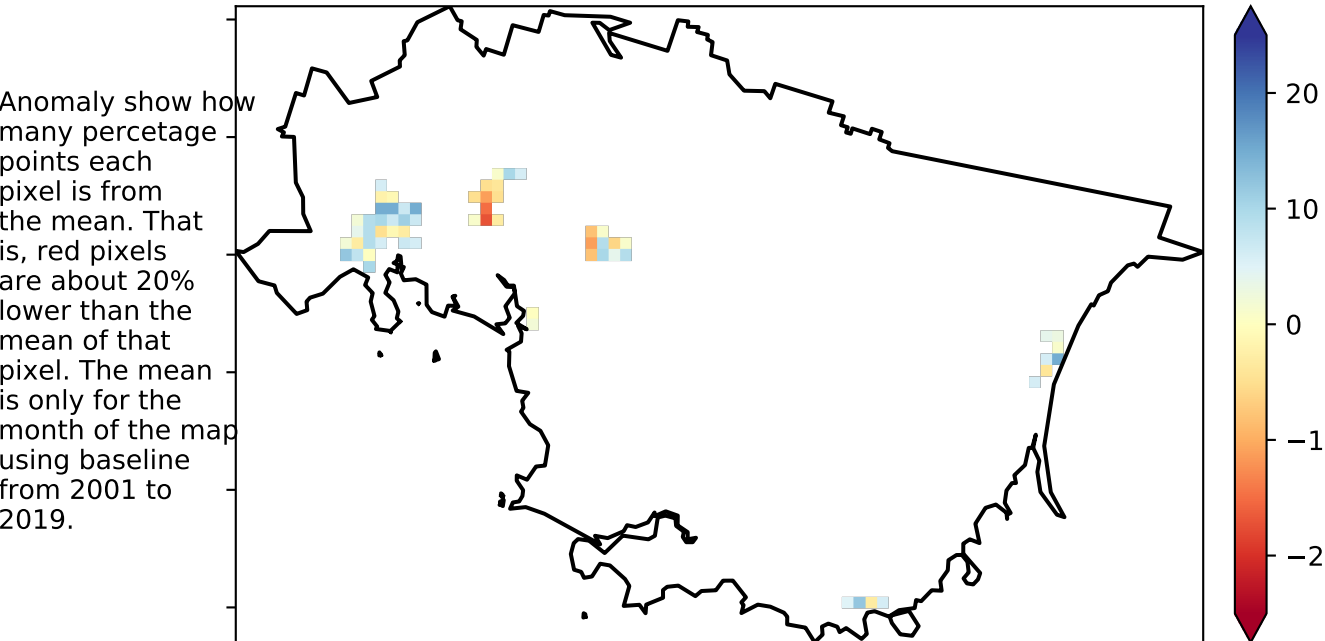 Anomaly show how
many percetage
points each
pixel is from
the mean. That
is, red pixels
are about 20%
lower than the
mean of that
pixel. The mean
is only for the
month of the map
using baseline
from 2001 to
2019.
20
10
0
−1
−2